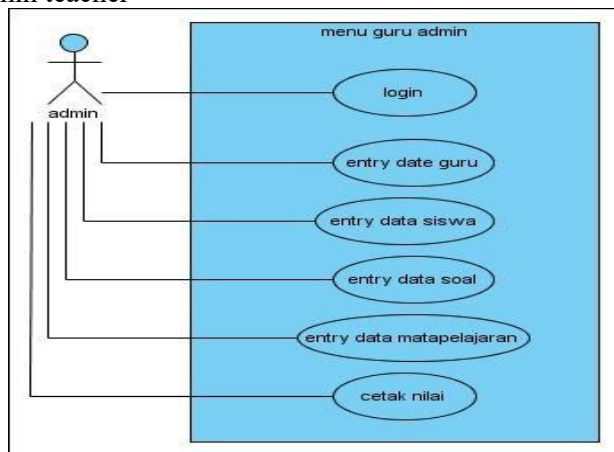 menu guru admin
login
admin
entry date guru
entry data siswa
entry data soal
entry data matapelajaran
cetak nilai